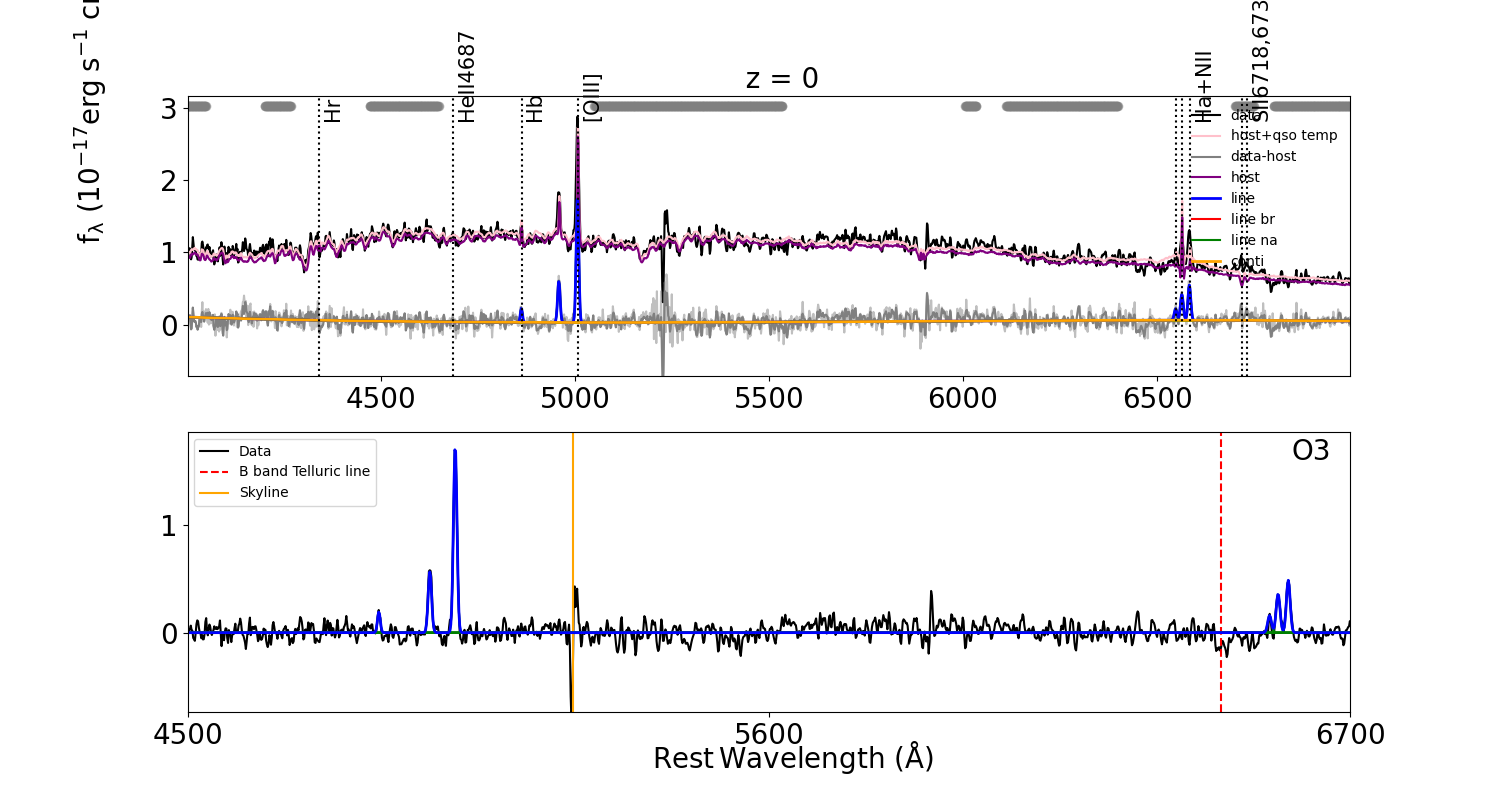 z = 0
f_λ (10^{−17} erg s^{−1}
3
2
1
0
Hr
HeII4687
Hb
[OIII]
Ha+NII
SII6718,673
data
host+qso temp
data-host
host
line
line br
line na
conti
4500
5000
5500
6000
6500
Data
B band Telluric line
Skyline
O3
1
0
4500
5600
6700
Rest Wavelength (Å)